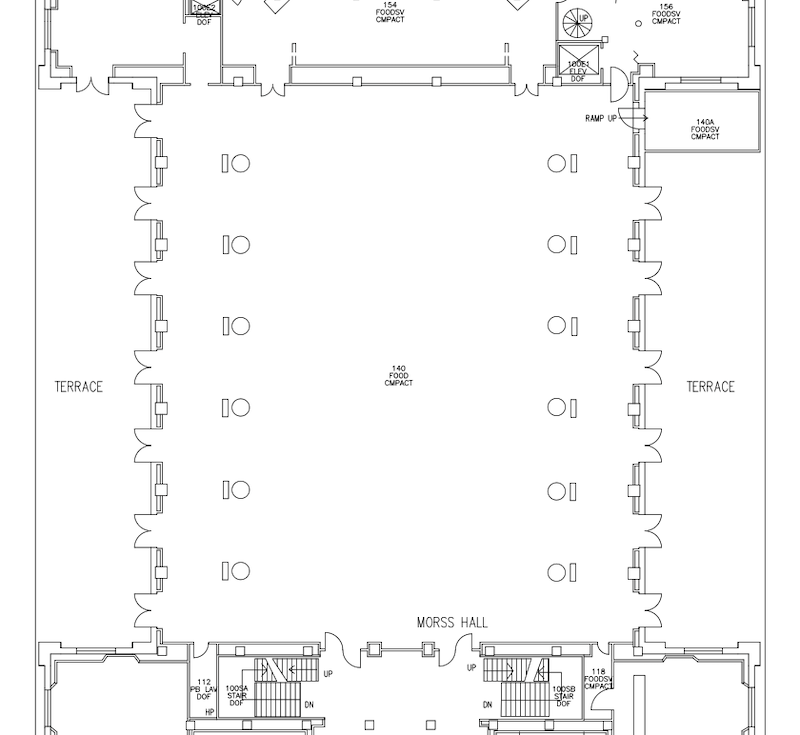 100E2
ELEV
DOF
154
FOODSV
CMPACT
UP
156
FOODSV
CMPACT
100E1
ELEV
DOF
RAMP UP
140A
FOODSV
CMPACT
TERRACE
140
FOOD
CMPACT
TERRACE
MORSS HALL
UP
UP
112
PB LAV
DOF
HP
100SA
STAIR
DOF
DN
DN
100SB
STAIR
DOF
118
FOODSV
CMPACT